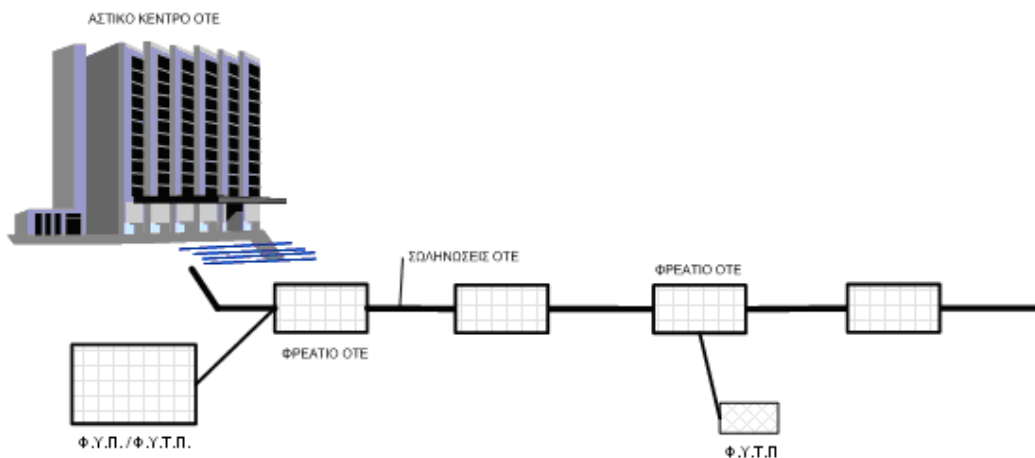 ΑΣΤΙΚΟ ΚΕΝΤΡΟ ΟΤΕ
ΣΩΛΗΝΩΣΕΙΣ ΟΤΕ
ΦΡΕΑΤΙΟ ΟΤΕ
ΦΡΕΑΤΙΟ ΟΤΕ
Φ.Υ.Π. /Φ.Υ.Τ.Π.
Φ.Υ.Τ.Π